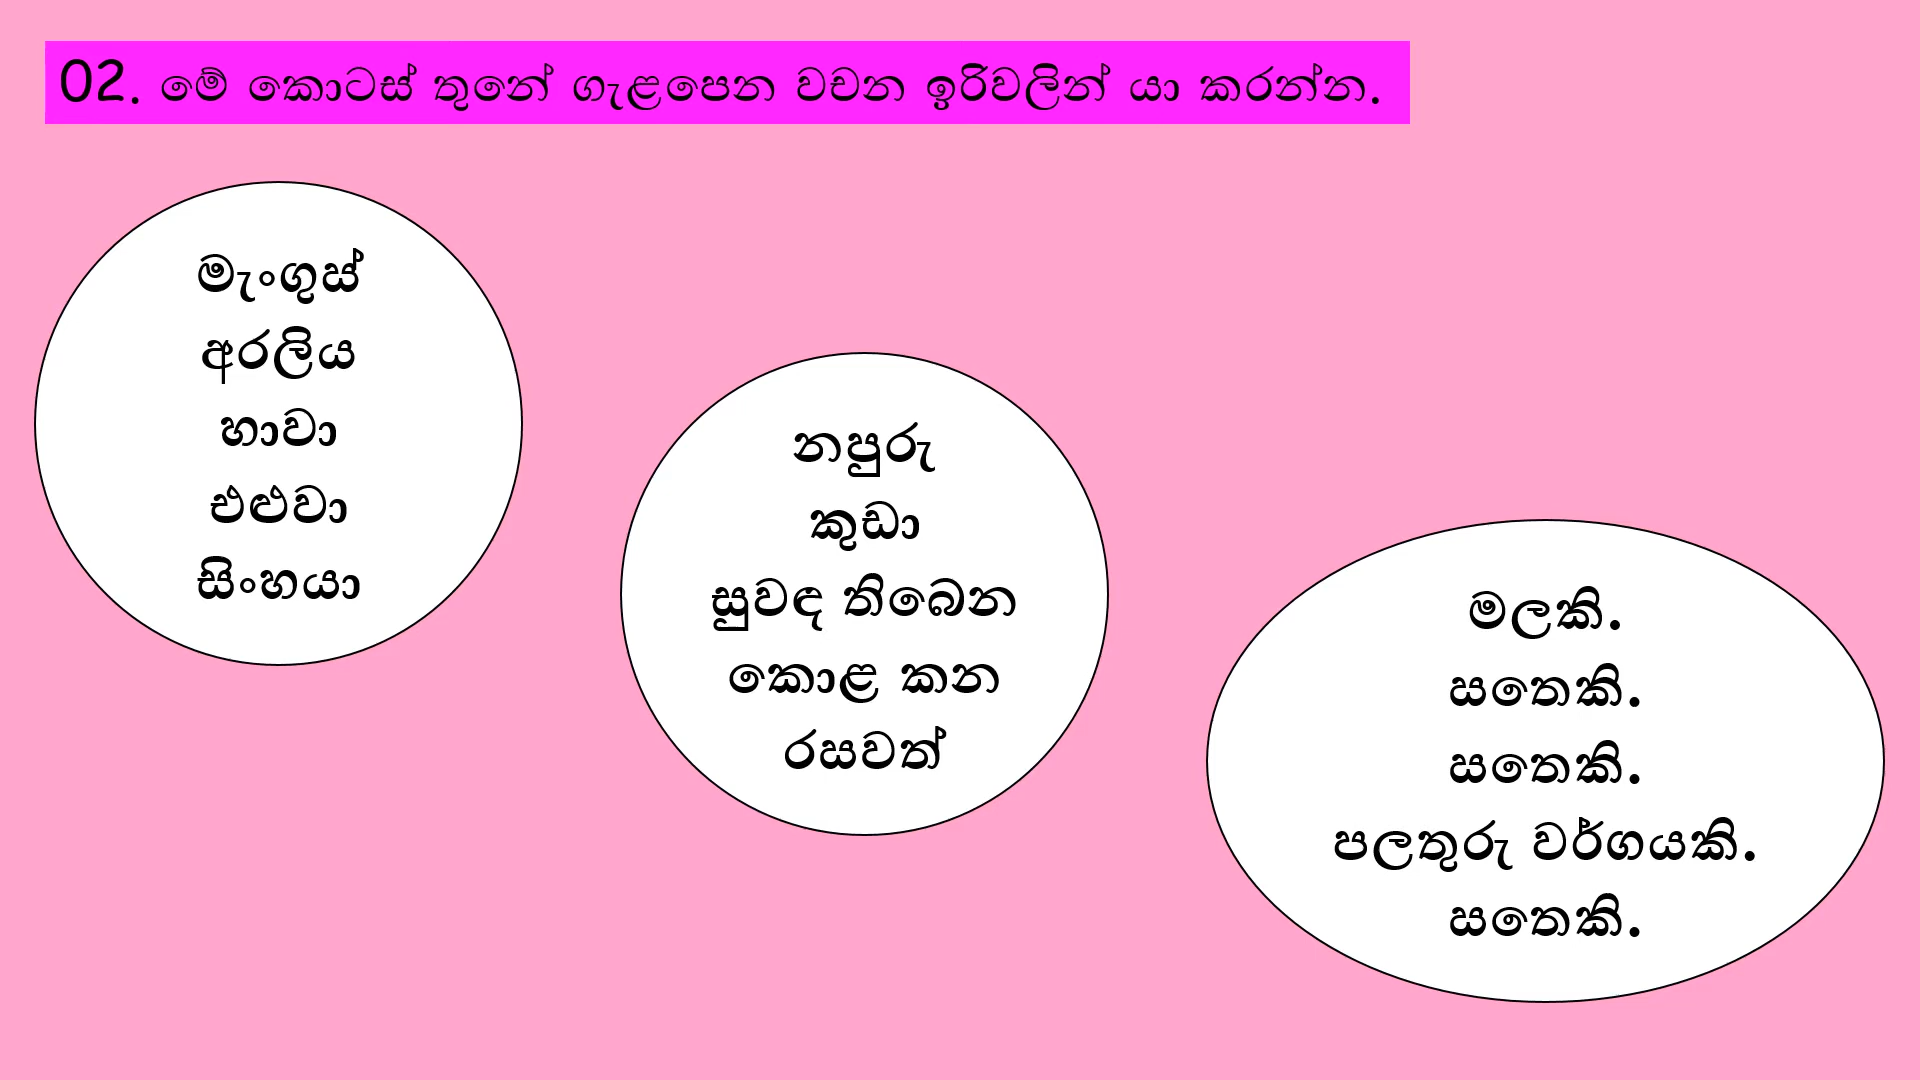 02. මේ කොටස් තුනේ ගැළපෙන වචන ඉරිවලින් යා කරන්න.
මැංගුස්
අරලිය
හාවා
එළුවා
සිංහයා
නපුරු
කුඩා
සුවඳ තිබෙන
කොළ කන
රසවත්
මලකි.
සතෙකි.
සතෙකි.
පලතුරු වර්ගයකි.
සතෙකි.